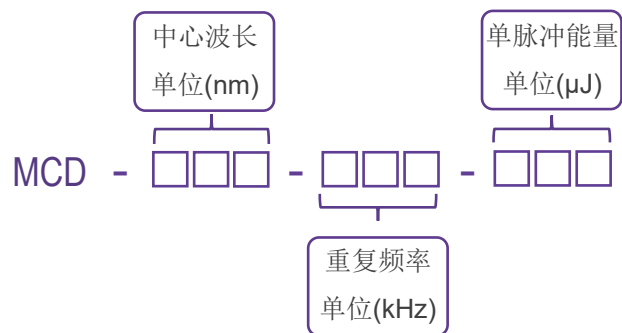 中心波长
单位(nm)
单脉冲能量
单位(µJ)
MCD - □□□ - □□□ - □□□
重复频率
单位(kHz)